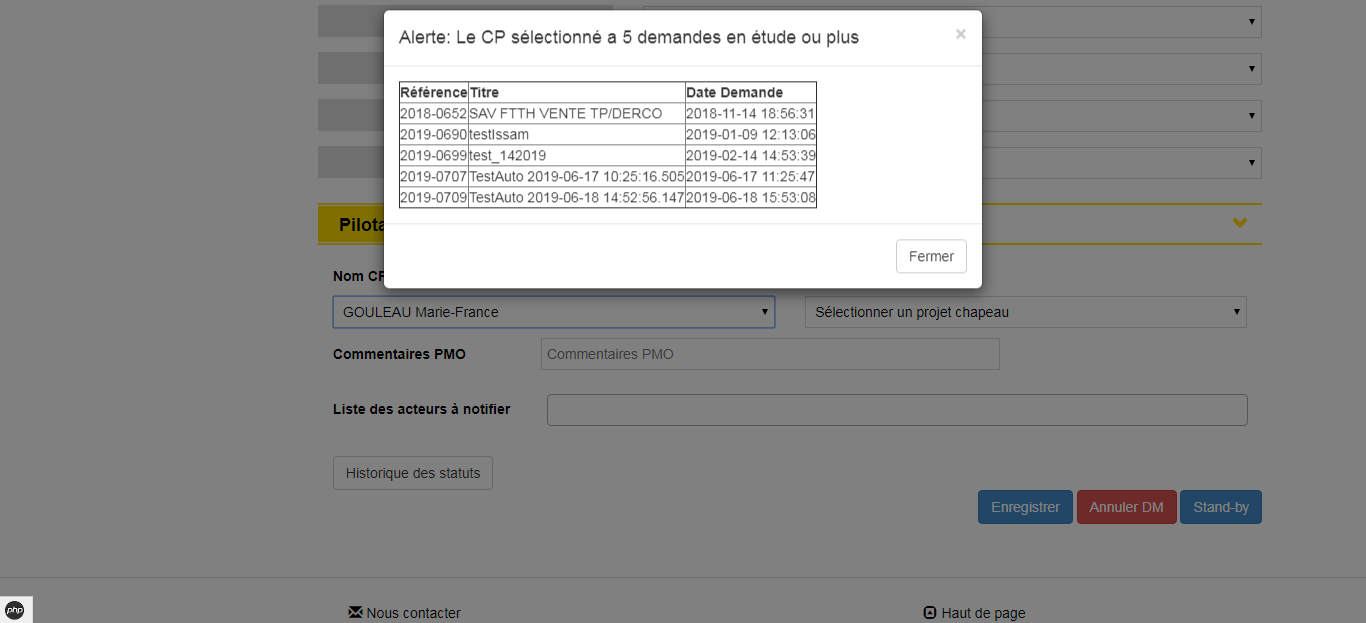 Alerte: Le CP sélectionné a 5 demandes en étude ou plus ×
Référence Titre Date Demande
2018-0652 SAV FTTH VENTE TP/DERCO 2018-11-14 18:56:31
2019-0690 testIssam 2019-01-09 12:13:06
2019-0699 test_142019 2019-02-14 14:53:39
2019-0707 TestAuto 2019-06-17 10:25:16.505 2019-06-17 11:25:47
2019-0709 TestAuto 2019-06-18 14:52:56.147 2019-06-18 15:53:08
Fermer
Pilota
Nom CP
GOULEAU Marie-France Sélectionner un projet chapeau
Commentaires PMO Commentaires PMO
Liste des acteurs à notifier
Historique des statuts
Enregistrer Annuler DM Stand-by
Nous contacter Haut de page
php